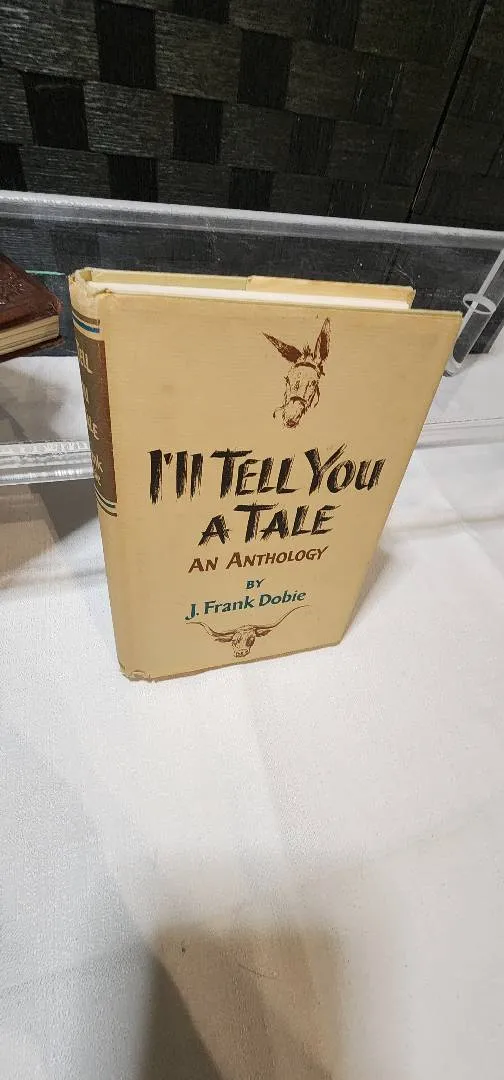 I'll TELL YOU
A TALE
AN ANTHOLOGY
BY
J. Frank Dobie